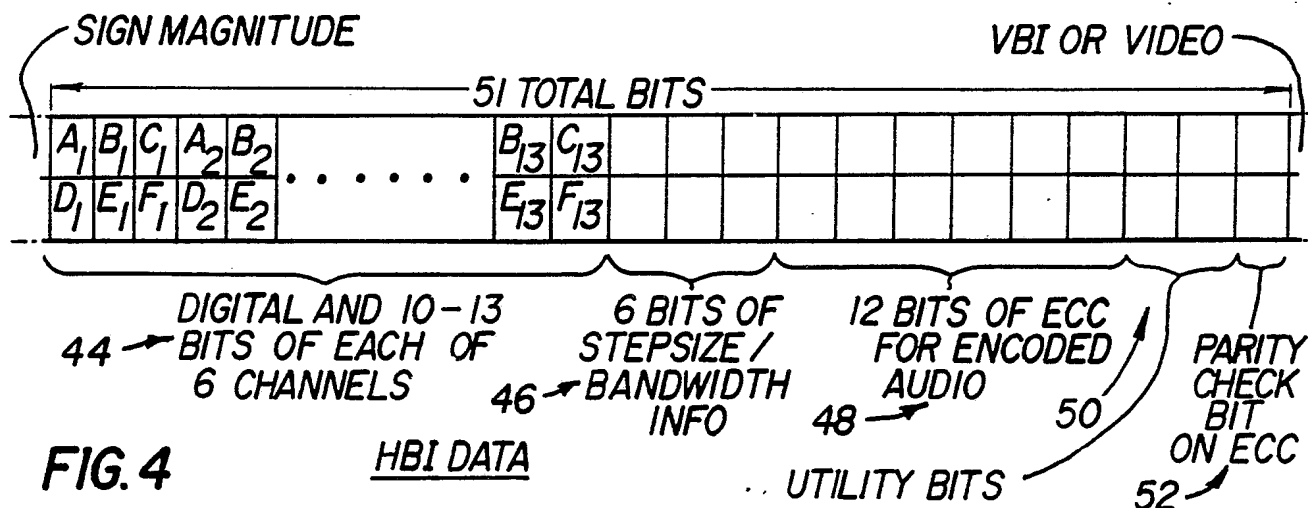 SIGN MAGNITUDE
VBI OR VIDEO
51 TOTAL BITS
A1 B1 C1 A2 B2 ...... B13 C13
D1 E1 F1 D2 E2 E13 F13
DIGITAL AND 10-13
44 BITS OF EACH OF
6 CHANNELS
6 BITS OF
STEPSIZE /
46 BANDWIDTH
INFO
12 BITS OF ECC
FOR ENCODED
AUDIO
48
50
UTILITY BITS
PARITY
CHECK
BIT
ON ECC
52
FIG. 4
HBI DATA